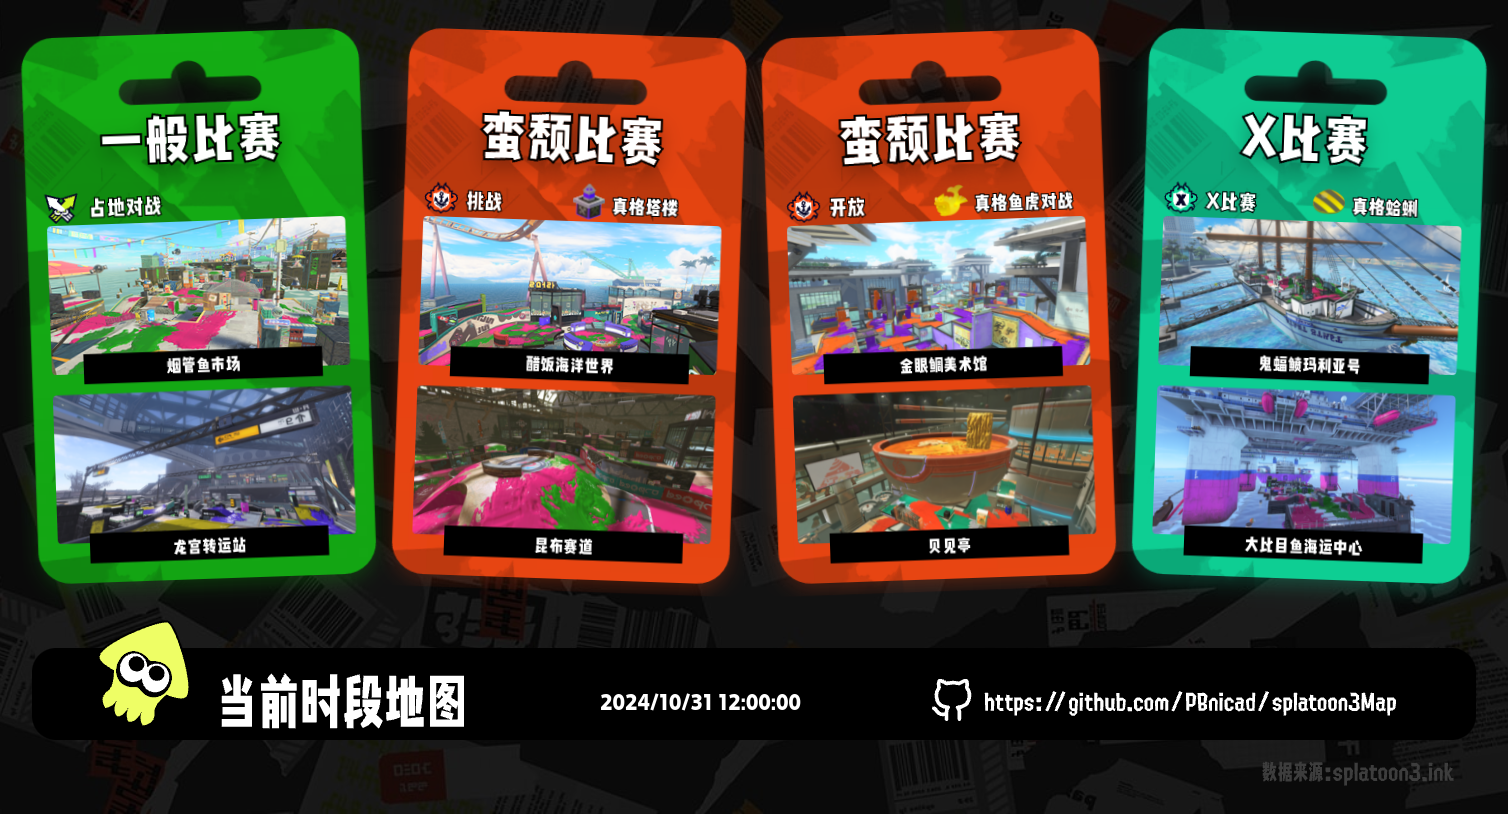 一般比赛
占地对战
烟管鱼市场
龙宫转运站
蛮颓比赛
挑战
真格塔楼
醋饭海洋世界
昆布赛道
蛮颓比赛
开放
真格鱼虎对战
金眼鲷美术馆
贝见亭
X比赛
X比赛
真格蛤蜊
鬼蝠鲼玛利亚号
大比目鱼海运中心
当前时段地图
2024/10/31 12:00:00
https://github.com/PBnicad/splatoon3Map
数据来源:splatoon3.ink